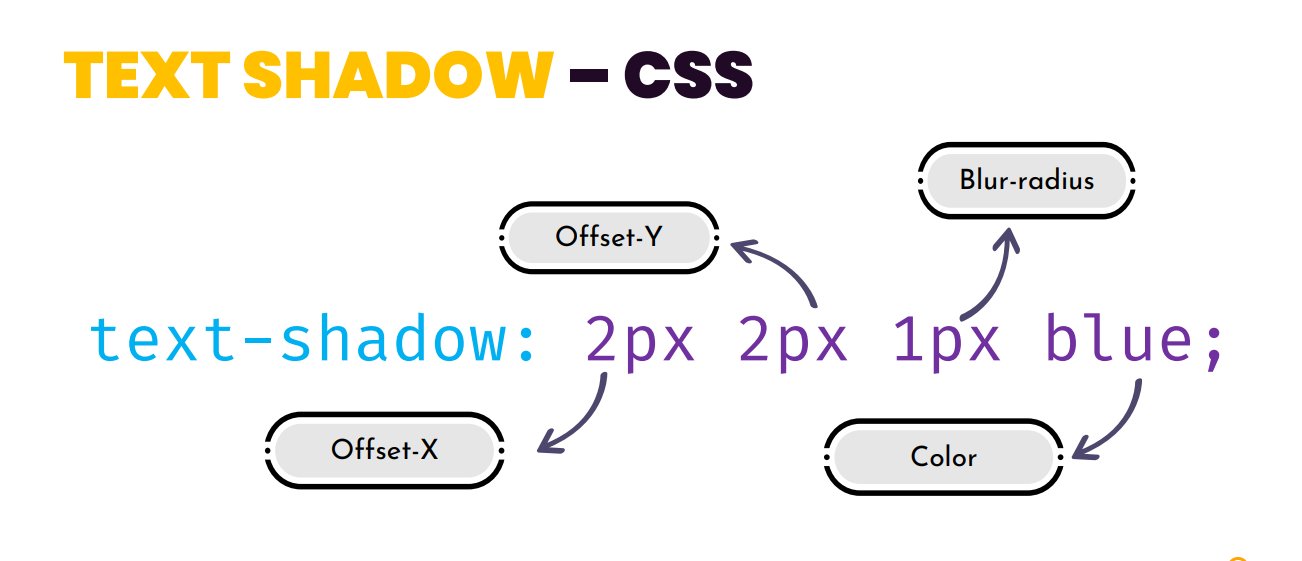 TEXT SHADOW – CSS
Blur-radius
Offset-Y
text-shadow: 2px 2px 1px blue;
Offset-X
Color